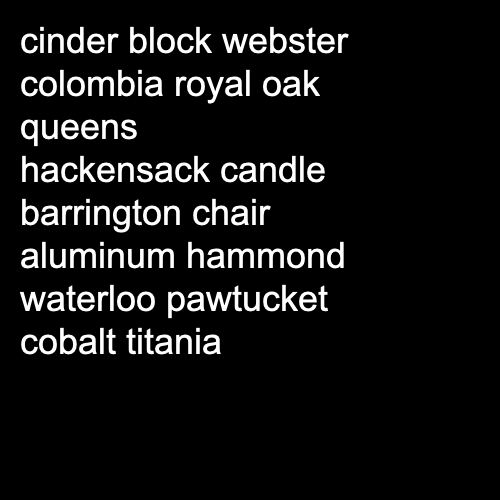 cinder block webster
colombia royal oak
queens
hackensack candle
barrington chair
aluminum hammond
waterloo pawtucket
cobalt titania